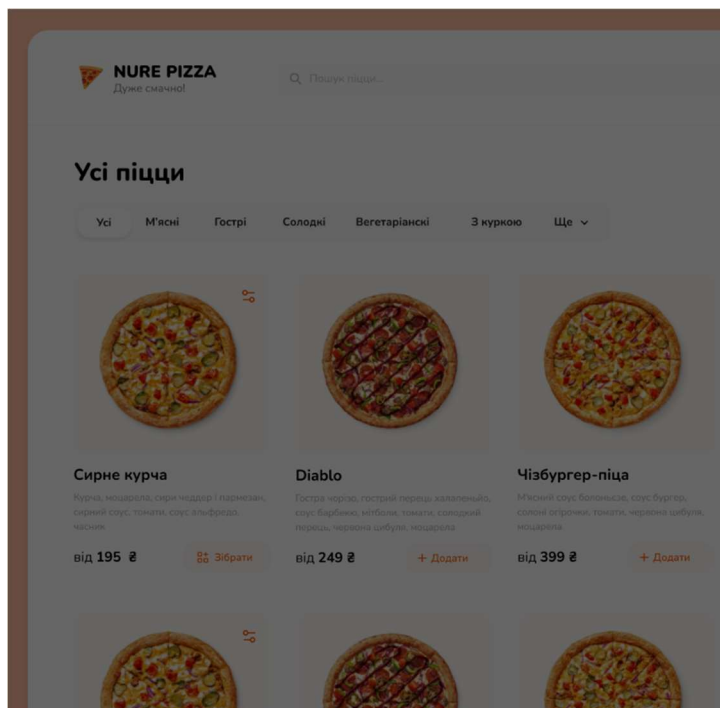 NURE PIZZA
Дуже смачно!
Пошук піцци...
Усі піцци
Усі М'ясні Гострі Солодкі Вегетаріанскі З куркою Ще
Сирне курча
Курча, моцарела, сири чеддер і пармезан,
сирний соус, томати, соус альфредо,
часник
від 195 ₴
Зібрати
Diablo
Гостра чорізо, гострий перець халапеньйо,
соус барбекю, мітболи, томати, солодкий
перець, червона цибуля, моцарела
від 249 ₴
+ Додати
Чізбургер-піца
М'ясний соус болоньєзе, соус бургер,
солоні огірочки, томати, червона цибуля,
моцарела
від 399 ₴
+ Додати